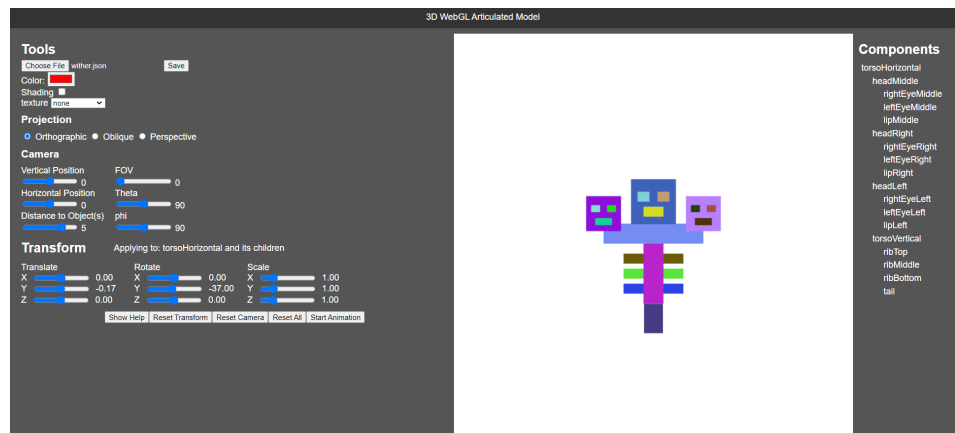 3D WebGL Articulated Model
Tools
Choose File wither.json Save
Color:
Shading
texture none
Projection
Orthographic Oblique Perspective
Camera
Vertical Position FOV
0 0
Horizontal Position Theta
0 90
Distance to Object(s) phi
5 90
Transform Applying to: torsoHorizontal and its children
Translate Rotate Scale
X 0.00 X 0.00 X 1.00
Y -0.17 Y -37.00 Y 1.00
Z 0.00 Z 0.00 Z 1.00
Show Help Reset Transform Reset Camera Reset All Start Animation
Components
torsoHorizontal
headMiddle
rightEyeMiddle
leftEyeMiddle
lipMiddle
headRight
rightEyeRight
leftEyeRight
lipRight
headLeft
rightEyeLeft
leftEyeLeft
lipLeft
torsoVertical
ribTop
ribMiddle
ribBottom
tail